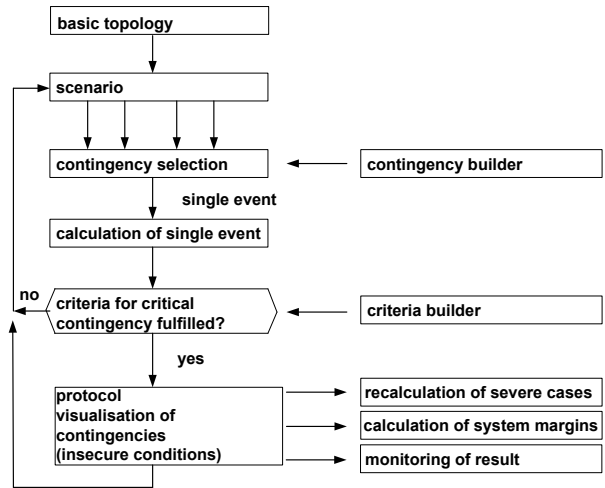 basic topology
scenario
contingency selection
contingency builder
single event
calculation of single event
no
criteria for critical
contingency fulfilled?
criteria builder
yes
protocol
visualisation of
contingencies
(insecure conditions)
recalculation of severe cases
calculation of system margins
monitoring of result